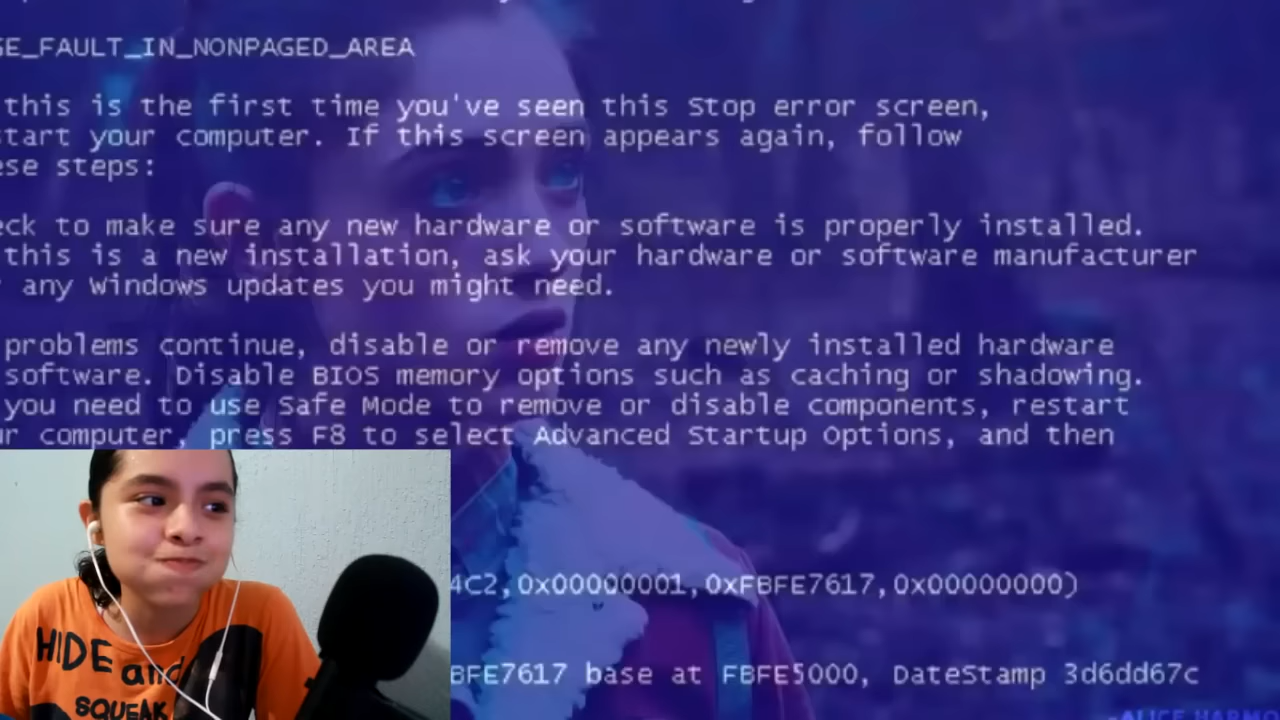 SE_FAULT_IN_NONPAGED_AREA
this is the first time you've seen this Stop error screen,
start your computer. If this screen appears again, follow
ese steps:
eck to make sure any new hardware or software is properly installed.
this is a new installation, ask your hardware or software manufacturer
any Windows updates you might need.
problems continue, disable or remove any newly installed hardware
software. Disable BIOS memory options such as caching or shadowing.
you need to use Safe Mode to remove or disable components, restart
ur computer, press F8 to select Advanced Startup Options, and then
4C2,0x00000001,0xFBFE7617,0x00000000)
BFE7617 base at FBFE5000, DateStamp 3d6dd67c
HIDE and
SQUEAK